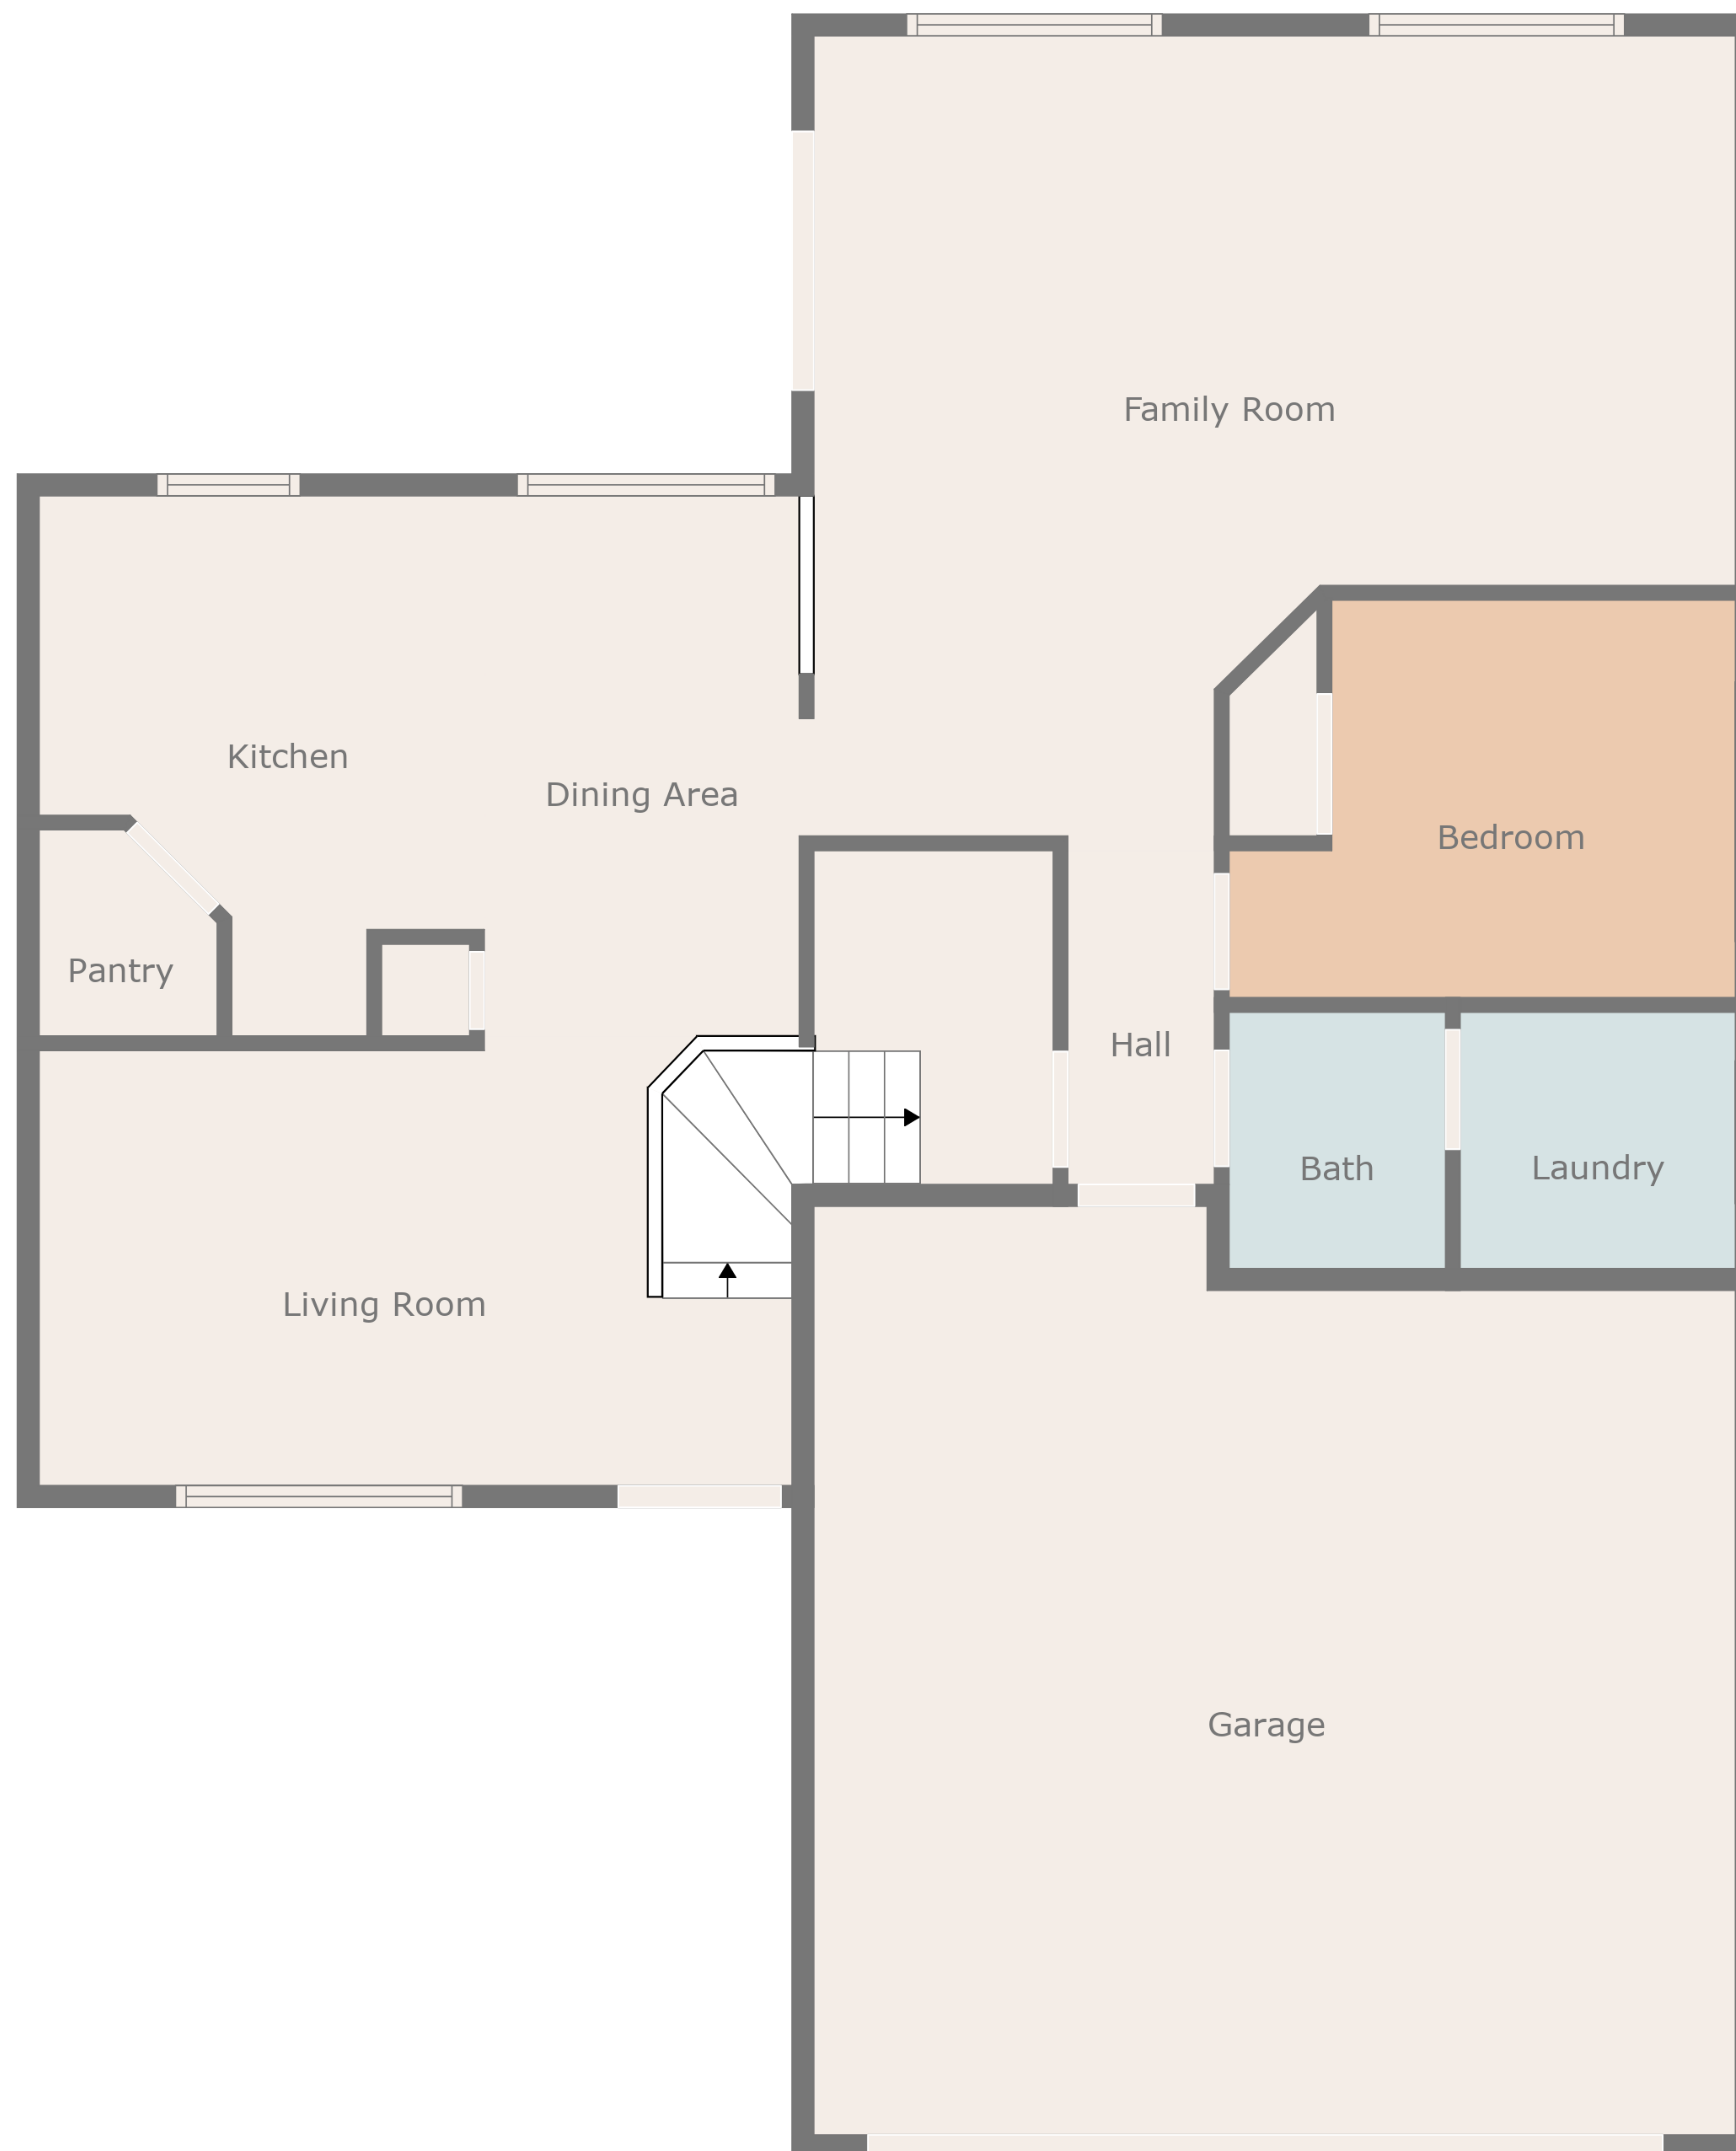 Family Room
Kitchen
Dining Area
Bedroom
Pantry
Hall
Bath
Laundry
Living Room
Garage